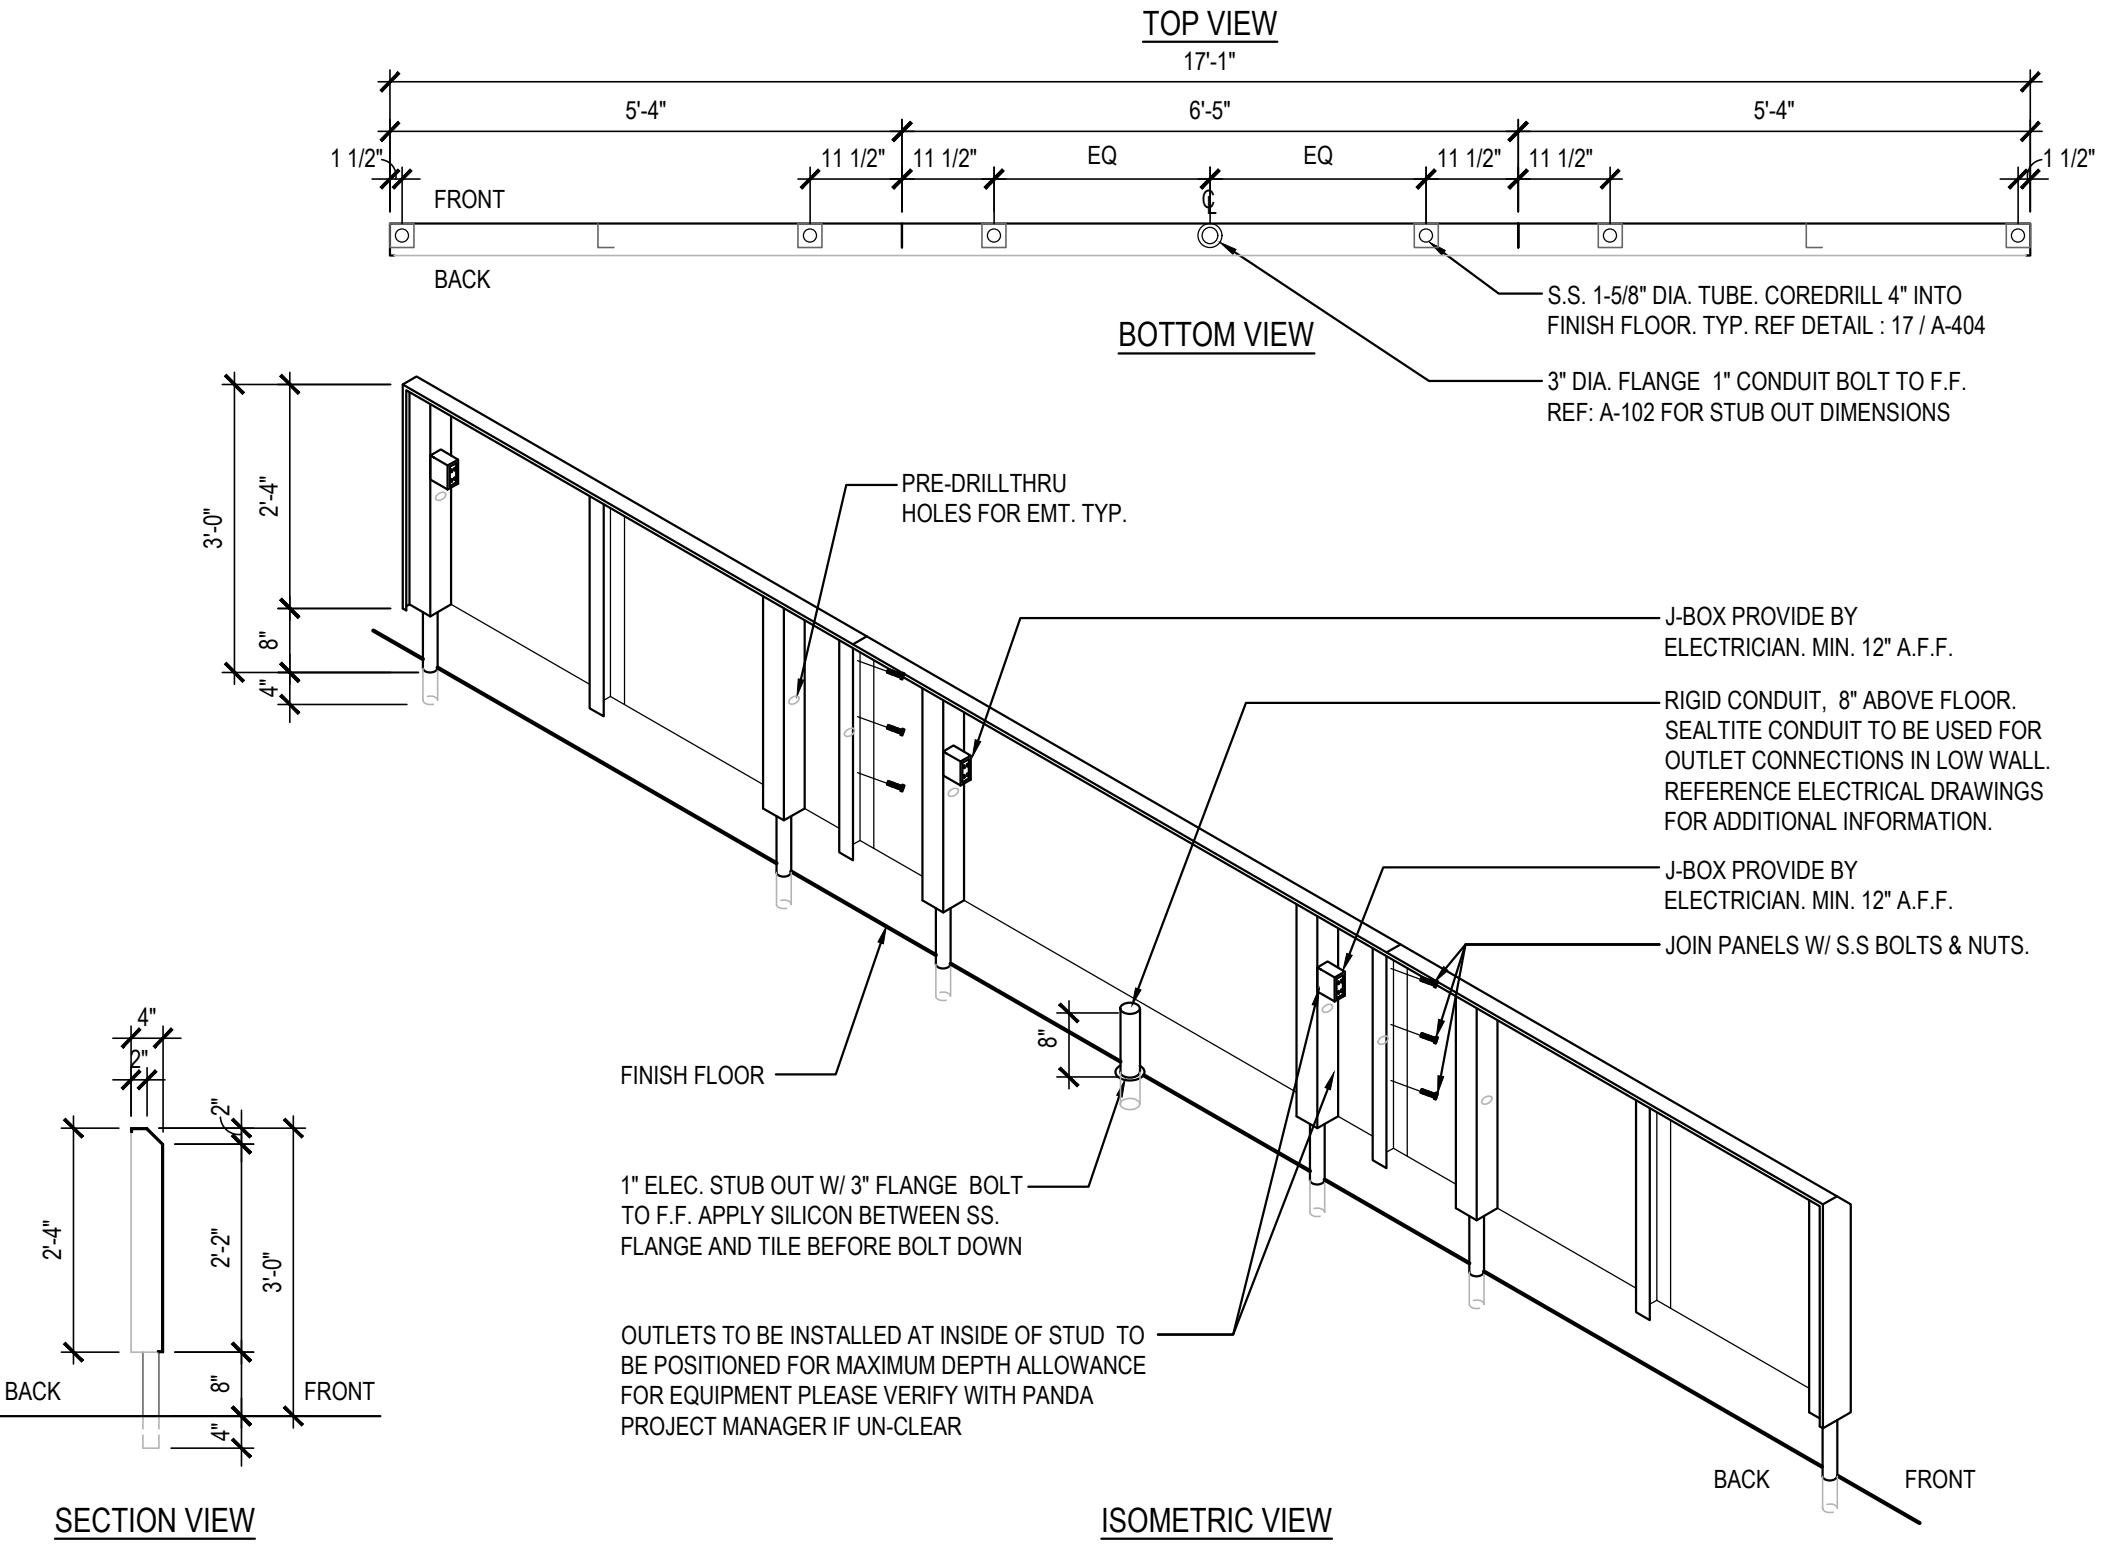 TOP VIEW
17'-1"
5'-4"
6'-5"
5'-4"
1 1/2"
11 1/2"
11 1/2"
EQ
EQ
11 1/2"
11 1/2"
1 1/2"
FRONT
CL
BACK
S.S. 1-5/8" DIA. TUBE. COREDRILL 4" INTO
FINISH FLOOR. TYP. REF DETAIL : 17 / A-404
BOTTOM VIEW
3" DIA. FLANGE 1" CONDUIT BOLT TO F.F.
REF: A-102 FOR STUB OUT DIMENSIONS
3'-0"
2'-4"
8"
4"
PRE-DRILLTHRU
HOLES FOR EMT. TYP.
J-BOX PROVIDE BY
ELECTRICIAN. MIN. 12" A.F.F.
RIGID CONDUIT, 8" ABOVE FLOOR.
SEALTITE CONDUIT TO BE USED FOR
OUTLET CONNECTIONS IN LOW WALL.
REFERENCE ELECTRICAL DRAWINGS
FOR ADDITIONAL INFORMATION.
J-BOX PROVIDE BY
ELECTRICIAN. MIN. 12" A.F.F.
JOIN PANELS W/ S.S BOLTS & NUTS.
8"
FINISH FLOOR
1" ELEC. STUB OUT W/ 3" FLANGE BOLT
TO F.F. APPLY SILICON BETWEEN SS.
FLANGE AND TILE BEFORE BOLT DOWN
OUTLETS TO BE INSTALLED AT INSIDE OF STUD TO
BE POSITIONED FOR MAXIMUM DEPTH ALLOWANCE
FOR EQUIPMENT PLEASE VERIFY WITH PANDA
PROJECT MANAGER IF UN-CLEAR
4"
2"
2"
2'-4"
2'-2"
3'-0"
8"
4"
BACK
FRONT
SECTION VIEW
BACK
FRONT
ISOMETRIC VIEW